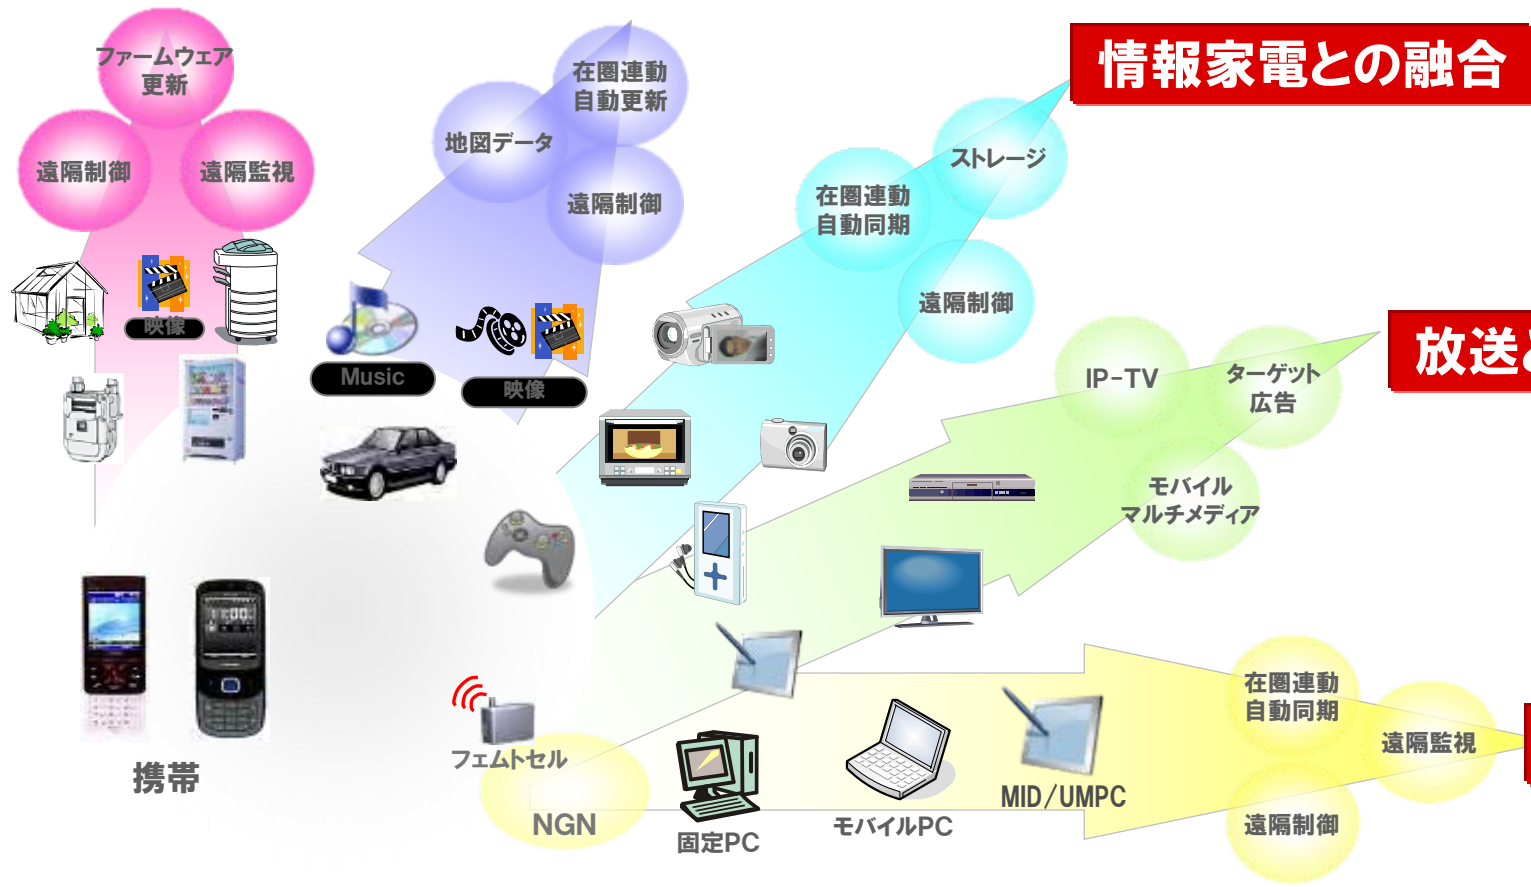 ファームウェア
更新
遠隔制御
遠隔監視
映像
地図データ
在圏連動
自動更新
遠隔制御
Music
映像
情報家電との融合
ストレージ
在圏連動
自動同期
遠隔制御
放送
IP-TV
ターゲット
広告
モバイル
マルチメディア
在圏連動
自動同期
遠隔監視
遠隔制御
携帯
フェムトセル
NGN
固定PC
モバイルPC
MID/UMPC
11:00